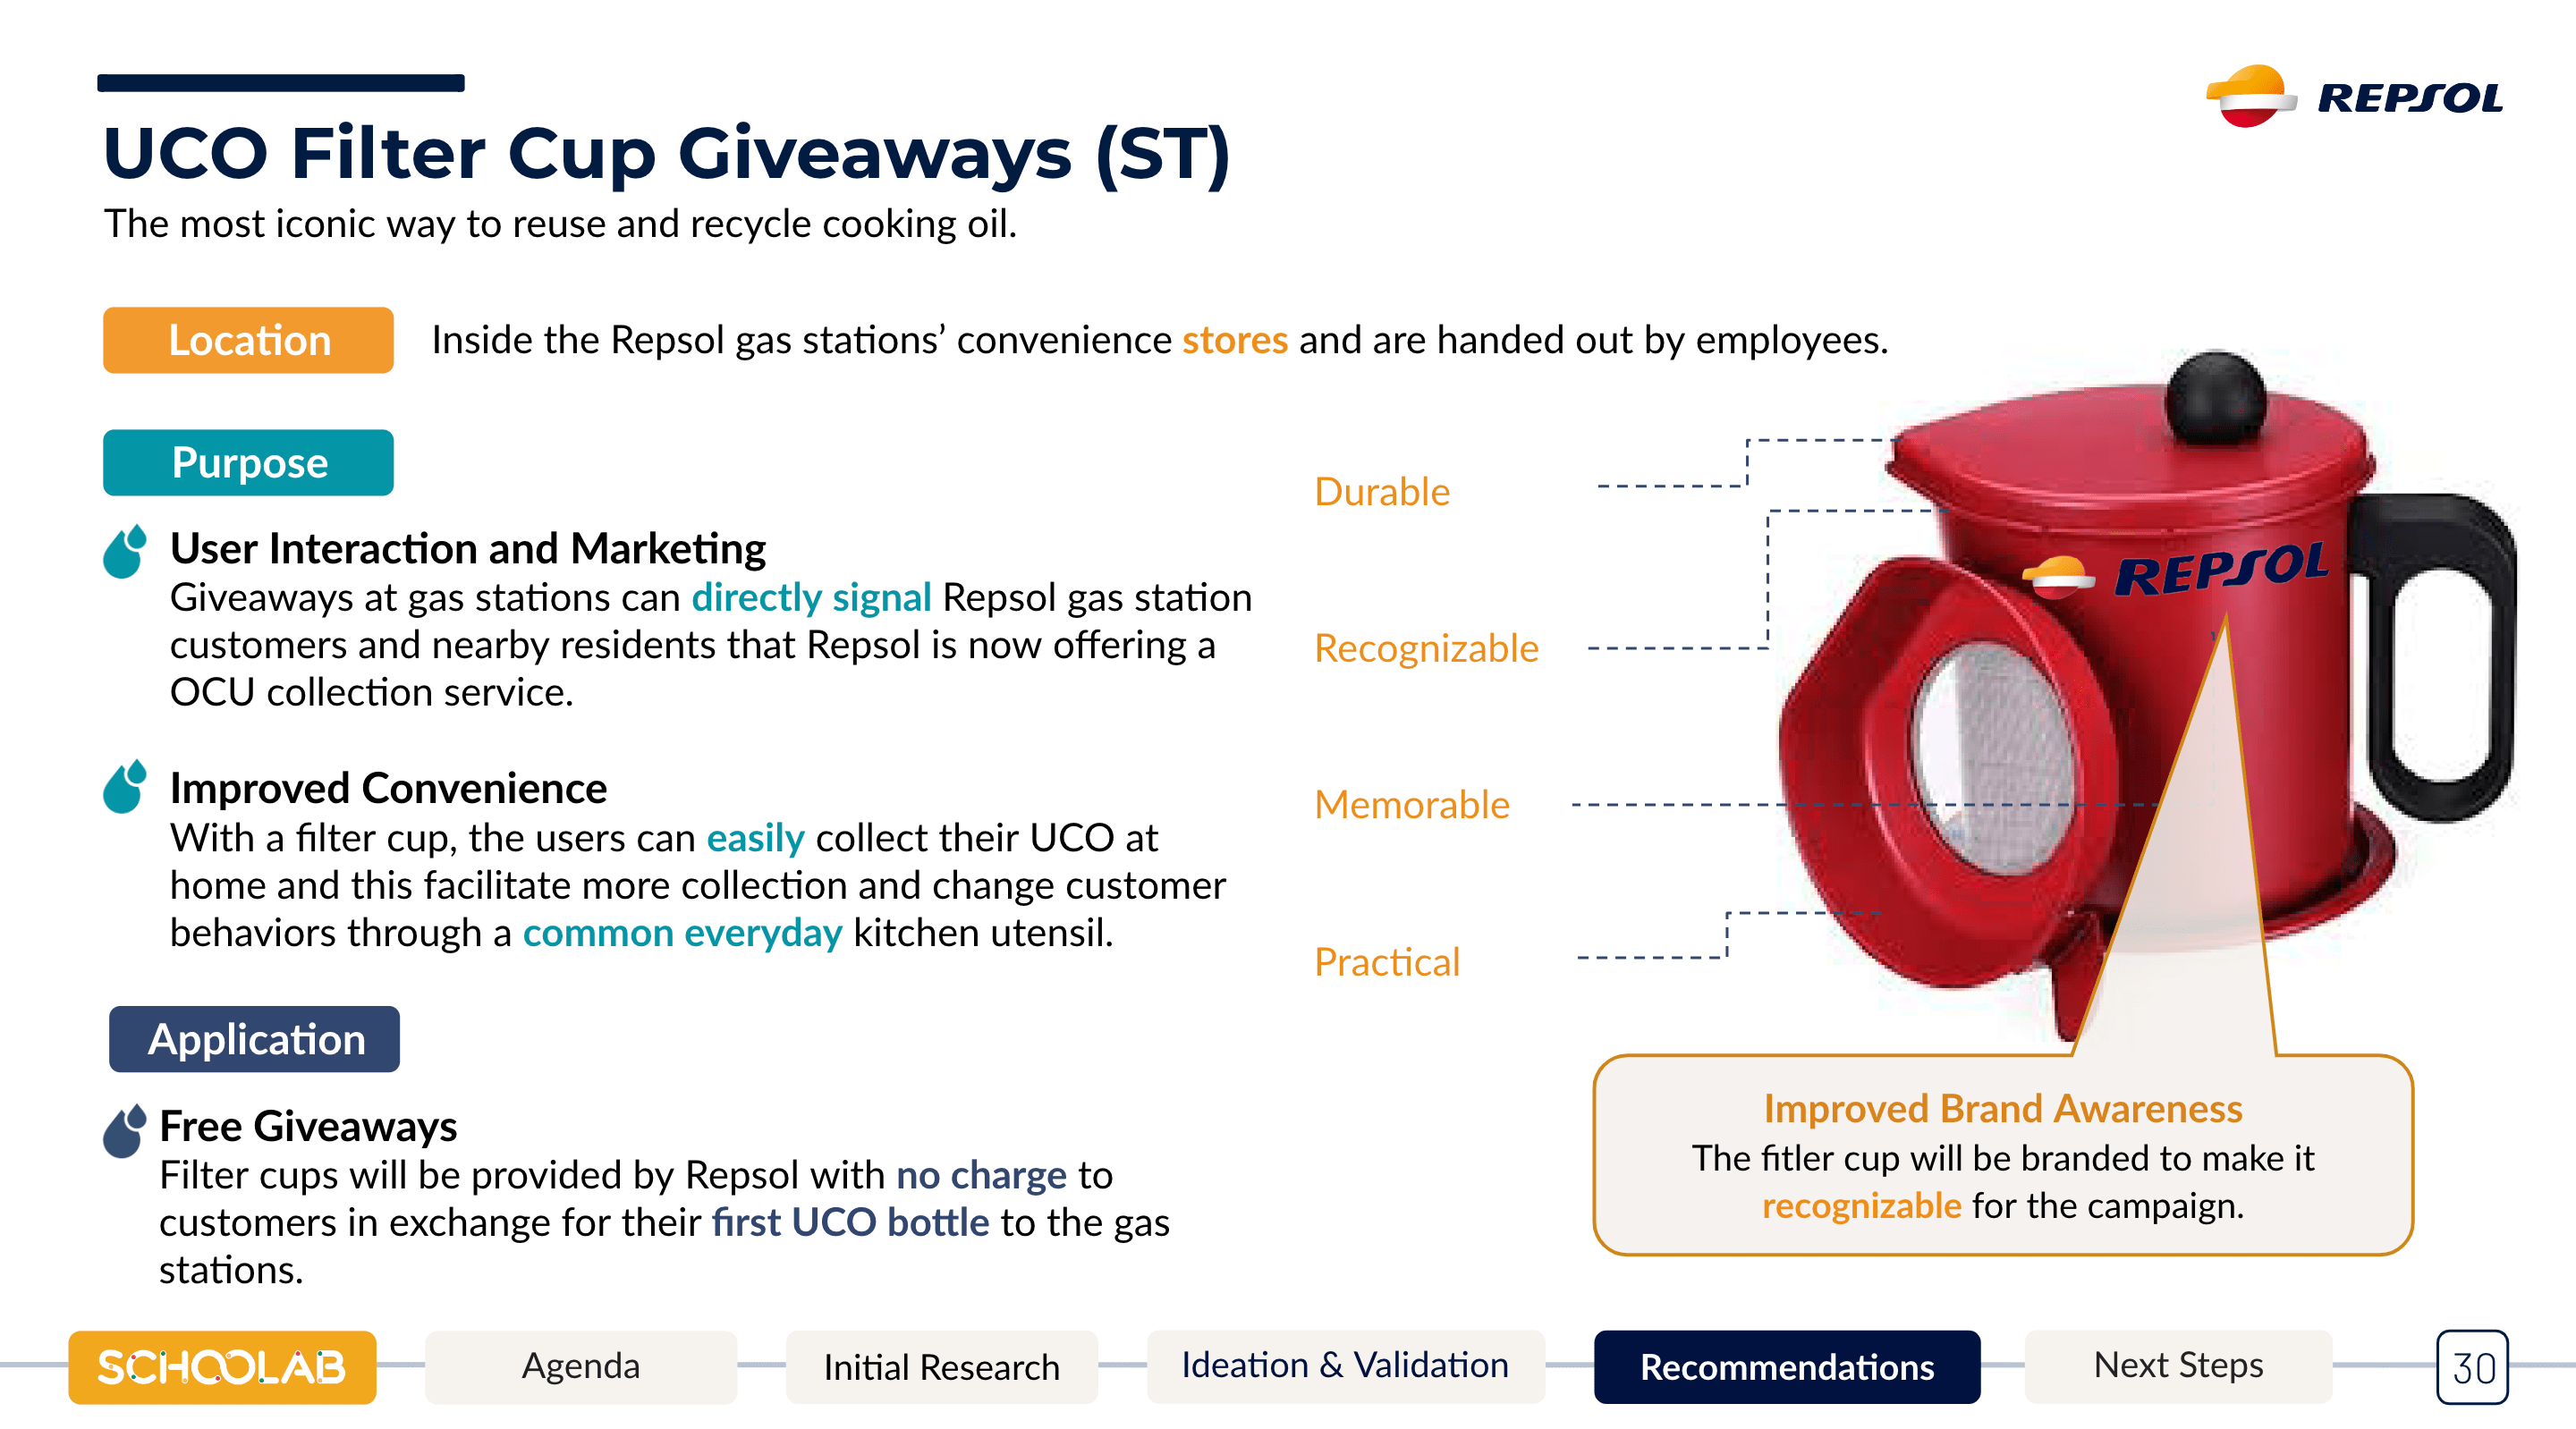 REPSOL
UCO Filter Cup Giveaways (ST)
The most iconic way to reuse and recycle cooking oil.
Location
Inside the Repsol gas stations’ convenience stores and are handed out by employees.
Purpose
User Interaction and Marketing
Giveaways at gas stations can directly signal Repsol gas station
customers and nearby residents that Repsol is now offering a
OCU collection service.
Improved Convenience
With a filter cup, the users can easily collect their UCO at
home and this facilitate more collection and change customer
behaviors through a common everyday kitchen utensil.
Application
Free Giveaways
Filter cups will be provided by Repsol with no charge to
customers in exchange for their first UCO bottle to the gas
stations.
Durable
Recognizable
Memorable
Practical
REPSOL
Improved Brand Awareness
The fitler cup will be branded to make it
recognizable for the campaign.
SCHOOLAB
Agenda
Initial Research
Ideation & Validation
Recommendations
Next Steps
30